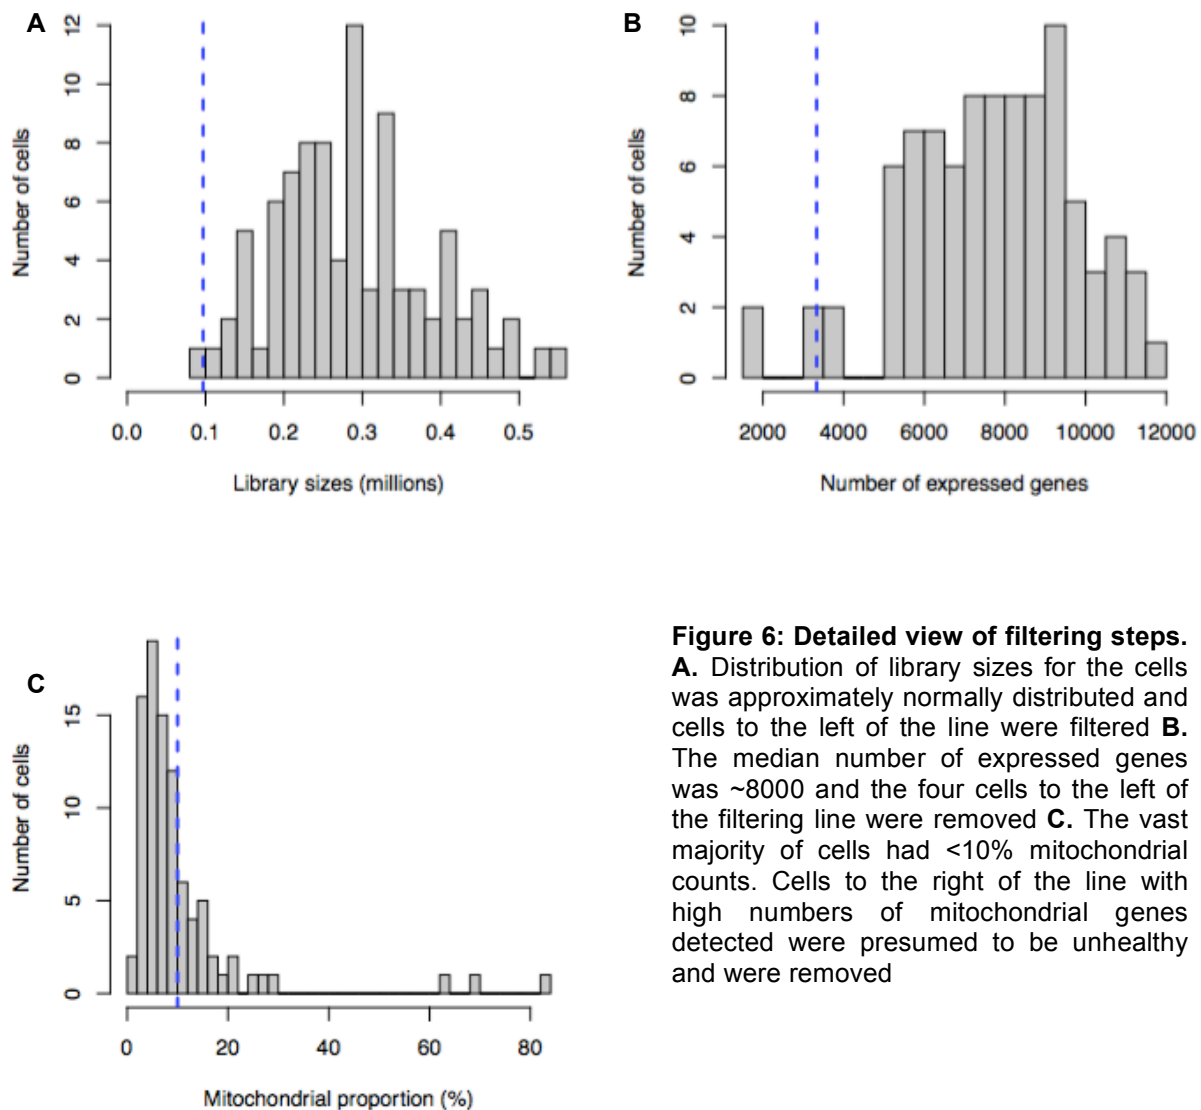 A
12
10
8
6
4
2
0
Number of cells
0.0 0.1 0.2 0.3 0.4 0.5
Library sizes (millions)
B
10
8
6
4
2
0
Number of cells
2000 4000 6000 8000 10000 12000
Number of expressed genes
C
15
10
5
0
Number of cells
0 20 40 60 80
Mitochondrial proportion (%)
Figure 6: Detailed view of filtering steps.
A. Distribution of library sizes for the cells
was approximately normally distributed and
cells to the left of the line were filtered B.
The median number of expressed genes
was ~8000 and the four cells to the left of
the filtering line were removed C. The vast
majority of cells had <10% mitochondrial
counts. Cells to the right of the line with
high numbers of mitochondrial genes
detected were presumed to be unhealthy
and were removed